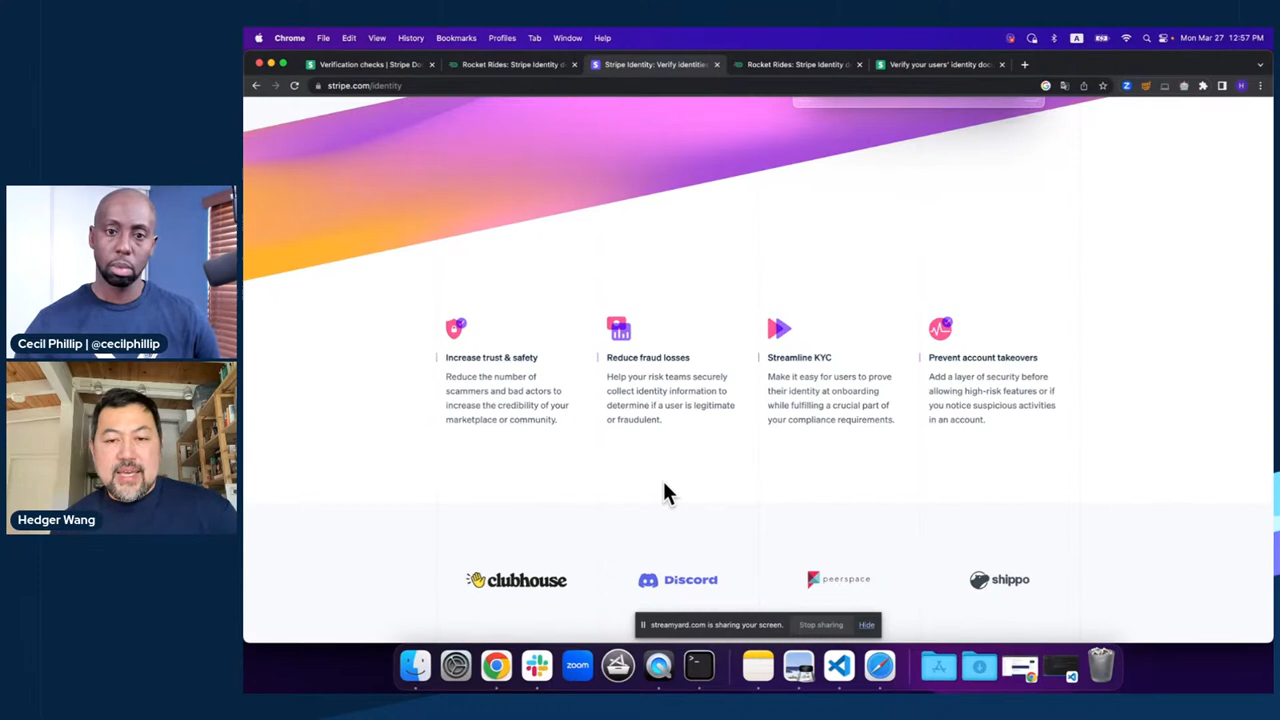 Chrome File Edit View History Bookmarks Profiles Tab Window Help
A
Mon Mar 27 12:57 PM
Verification checks | Stripe Do
Rocket Rides: Stripe Identity d
Stripe Identity: Verify identities
Rocket Rides: Stripe Identity d
Verify your users' identity doc
stripe.com/identity
H
Increase trust & safety
Reduce the number of
scammers and bad actors to
increase the credibility of your
marketplace or community.
Reduce fraud losses
Help your risk teams securely
collect identity information to
determine if a user is legitimate
or fraudulent.
Streamline KYC
Make it easy for users to prove
their identity at onboarding
while fulfilling a crucial part of
your compliance requirements.
Prevent account takeovers
Add a layer of security before
allowing high-risk features or if
you notice suspicious activities
in an account.
Cecil Phillip | @cecilphillip
Hedger Wang
clubhouse
Discord
peerspace
shippo
streamyard.com is sharing your screen.
Stop sharing
Hide
zoom